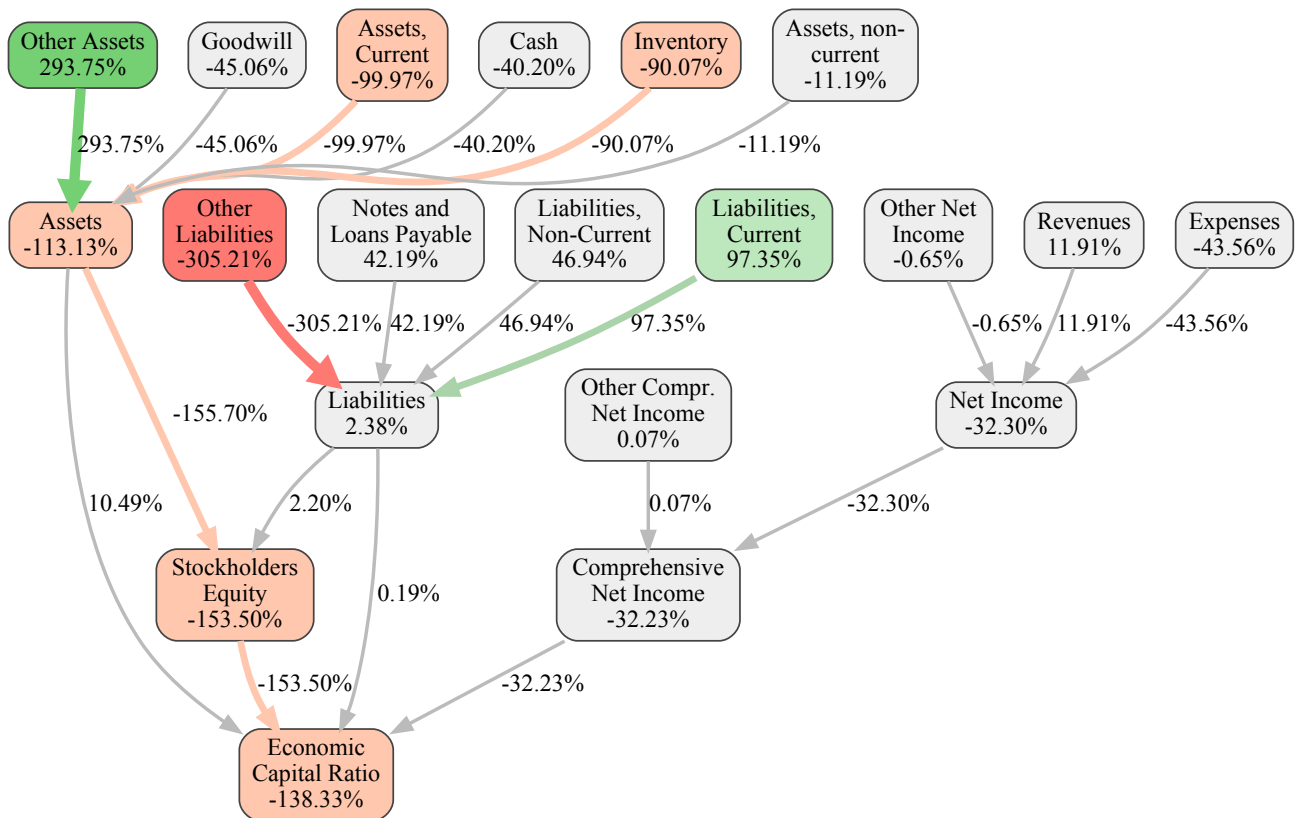 Other Assets
293.75%
Goodwill
-45.06%
Assets,
Current
-99.97%
Cash
-40.20%
Inventory
-90.07%
Assets, non-
current
-11.19%
293.75%
-45.06%
-99.97%
-40.20%
-90.07%
-11.19%
Assets
-113.13%
Other
Liabilities
-305.21%
Notes and
Loans Payable
42.19%
Liabilities,
Non-Current
46.94%
Liabilities,
Current
97.35%
Other Net
Income
-0.65%
Revenues
11.91%
Expenses
-43.56%
-305.21%
42.19%
46.94%
97.35%
-0.65%
11.91%
-43.56%
Liabilities
2.38%
Other Compr.
Net Income
0.07%
Net Income
-32.30%
-155.70%
10.49%
2.20%
0.07%
-32.30%
Stockholders
Equity
-153.50%
0.19%
Comprehensive
Net Income
-32.23%
-153.50%
-32.23%
Economic
Capital Ratio
-138.33%